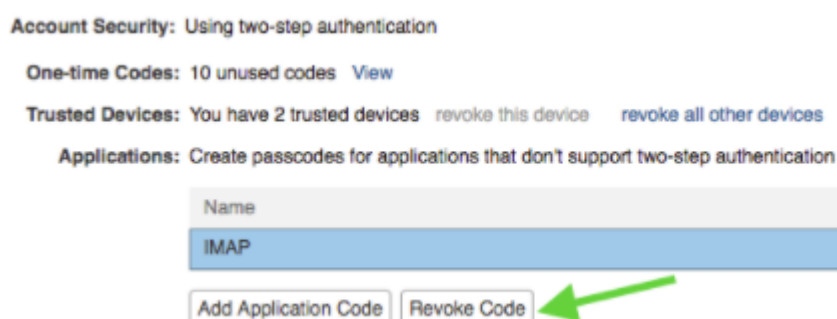 Account Security: Using two-step authentication
One-time Codes: 10 unused codes View
Trusted Devices: You have 2 trusted devices revoke this device revoke all other devices
Applications: Create passcodes for applications that don't support two-step authentication
Name
IMAP
Add Application Code Revoke Code